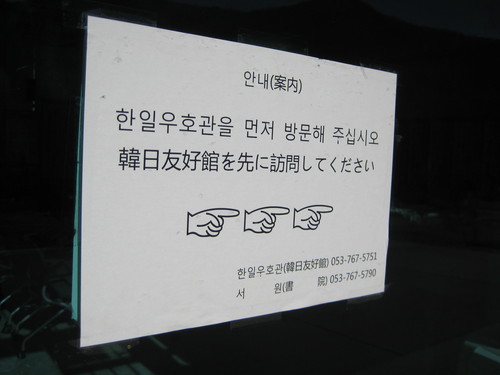 안내(案内)
한일우호관을 먼저 방문해 주십시오
韓日友好館を先に訪問してください
한일우호관(韓日友好館) 053-767-5751
서 원(書 院) 053-767-5790